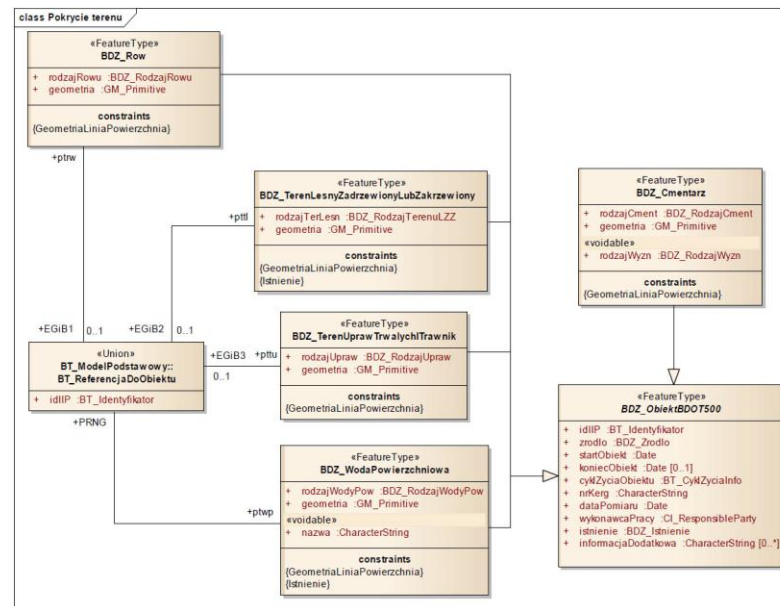 class Pokrycie terenu
«FeatureType»
BDZ_Row
+ rodzajRowu :BDZ_RodzajRowu
+ geometria :GM_Primitive
constraints
{GeometriaLiniaPowierzchnia}
+ptrw
«FeatureType»
BDZ_TerenLesnyZadrzewionyLubZakrzewiony
+ rodzajTerLesn :BDZ_RodzajTerenuLZZ
+ geometria :GM_Primitive
constraints
{GeometriaLiniaPowierzchnia}
{Istnienie}
+pttl
«FeatureType»
BDZ_Cmentarz
+ rodzajCment :BDZ_RodzajCment
+ geometria :GM_Primitive
«voidable»
+ rodzajWyzn :BDZ_RodzajWyzn
constraints
{GeometriaLiniaPowierzchnia}
+EGiB1
0..1
+EGiB2
0..1
+EGiB3
0..1
+pttu
«Union»
BT_ModelPodstawowy::
BT_ReferencjaDoObiektu
+ idIIP :BT_Identyfikator
+PRNG
«FeatureType»
BDZ_TerenUprawTrwalychITrawnik
+ rodzajUpraw :BDZ_RodzajUpraw
+ geometria :GM_Primitive
constraints
{GeometriaLiniaPowierzchnia}
«FeatureType»
BDZ_WodaPowierzchniowa
+ rodzajWodyPow :BDZ_RodzajWodyPow
+ geometria :GM_Primitive
«voidable»
+ nazwa :CharacterString
constraints
{GeometriaLiniaPowierzchnia}
{Istnienie}
+ptwp
«FeatureType»
BDZ_ObiektBDOT500
+ idIIP :BT_Identyfikator
+ zrodlo :BDZ_Zrodlo
+ startObiekt :Date
+ koniecObiekt :Date [0..1]
+ cyklZyciaObiektu :BT_CyklZyciaInfo
+ nrKerg :CharacterString
+ dataPomiaru :Date
+ wykonawcaPracy :CI_ResponsibleParty
+ istnienie :BDZ_Istnienie
+ informacjaDodatkowa :CharacterString [0..*]